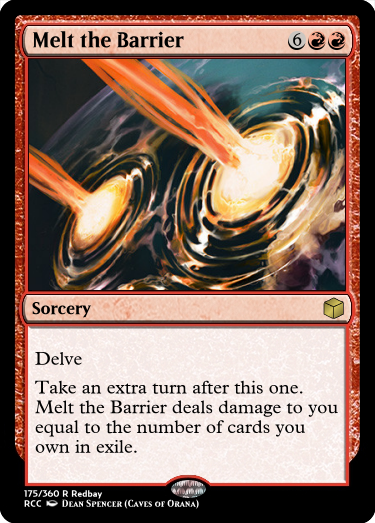 Melt the Barrier 6
Sorcery
Delve
Take an extra turn after this one.
Melt the Barrier deals damage to you
equal to the number of cards you
own in exile.
175/360 R Redbay
RCC Dean Spencer (Caves of Orana)